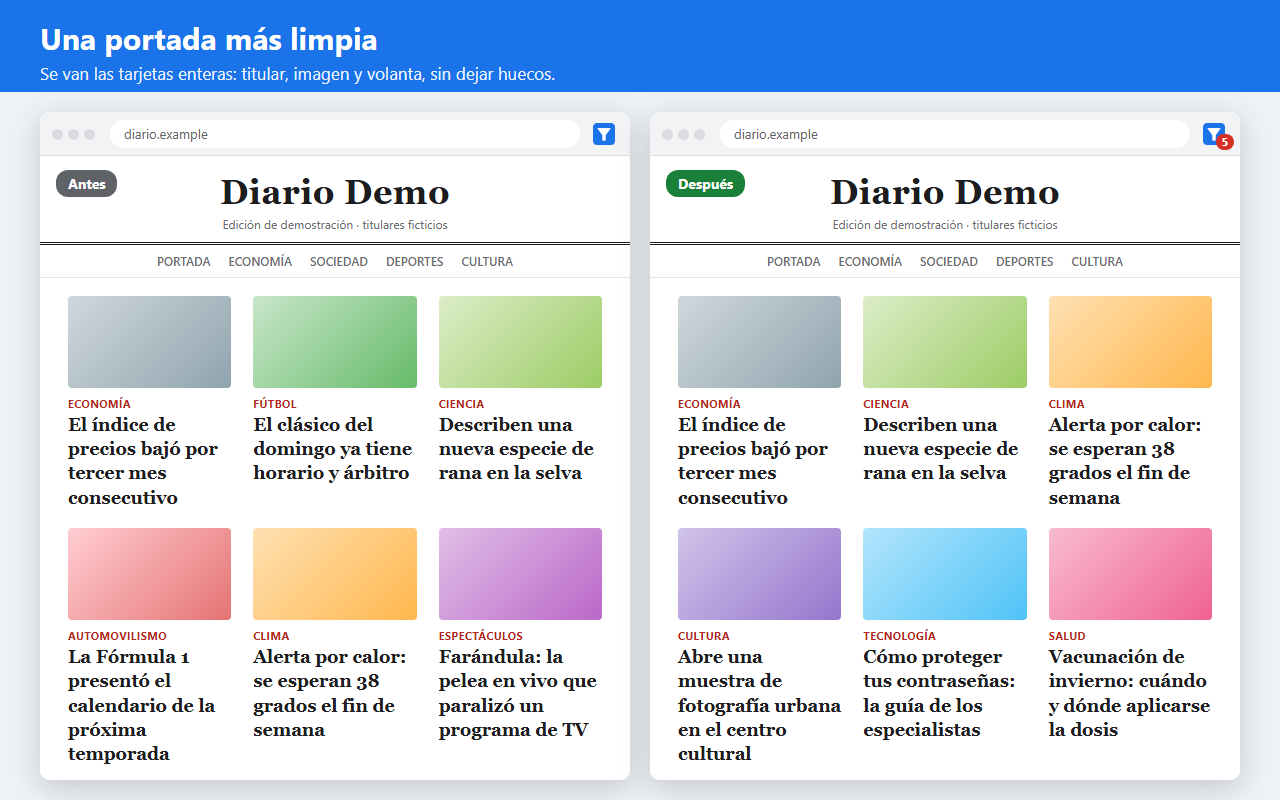 Una portada más limpia
Se van las tarjetas enteras: titular, imagen y volanta, sin dejar huecos.
diario.example
Antes
Diario Demo
Edición de demostración · titulares ficticios
PORTADA ECONOMÍA SOCIEDAD DEPORTES CULTURA
ECONOMÍA
El índice de
precios bajó por
tercer mes
consecutivo
FÚTBOL
El clásico del
domingo ya tiene
horario y árbitro
CIENCIA
Describen una
nueva especie de
rana en la selva
AUTOMOVILISMO
La Fórmula 1
presentó el
calendario de la
próxima
temporada
CLIMA
Alerta por calor:
se esperan 38
grados el fin de
semana
ESPECTÁCULOS
Farándula: la
pelea en vivo que
paralizó un
programa de TV
diario.example
5
Después
Diario Demo
Edición de demostración · titulares ficticios
PORTADA ECONOMÍA SOCIEDAD DEPORTES CULTURA
ECONOMÍA
El índice de
precios bajó por
tercer mes
consecutivo
CIENCIA
Describen una
nueva especie de
rana en la selva
CLIMA
Alerta por calor:
se esperan 38
grados el fin de
semana
CULTURA
Abre una
muestra de
fotografía urbana
en el centro
cultural
TECNOLOGÍA
Cómo proteger
tus contraseñas:
la guía de los
especialistas
SALUD
Vacunación de
invierno: cuándo
y dónde aplicarse
la dosis